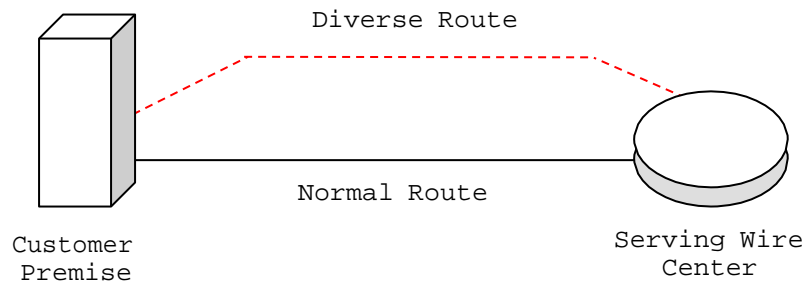 Diverse Route
Normal Route
Customer
Premise
Serving Wire
Center